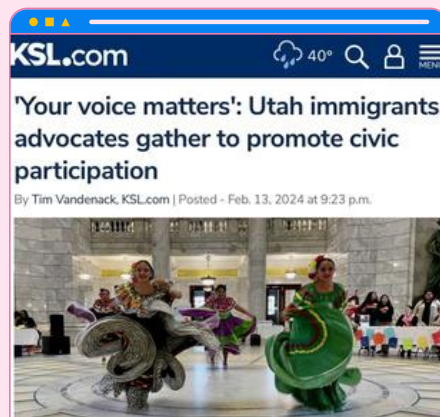 KSL.com 40° MENU
'Your voice matters': Utah immigrants
advocates gather to promote civic
participation
By Tim Vandenack, KSL.com | Posted - Feb. 13, 2024 at 9:23 p.m.